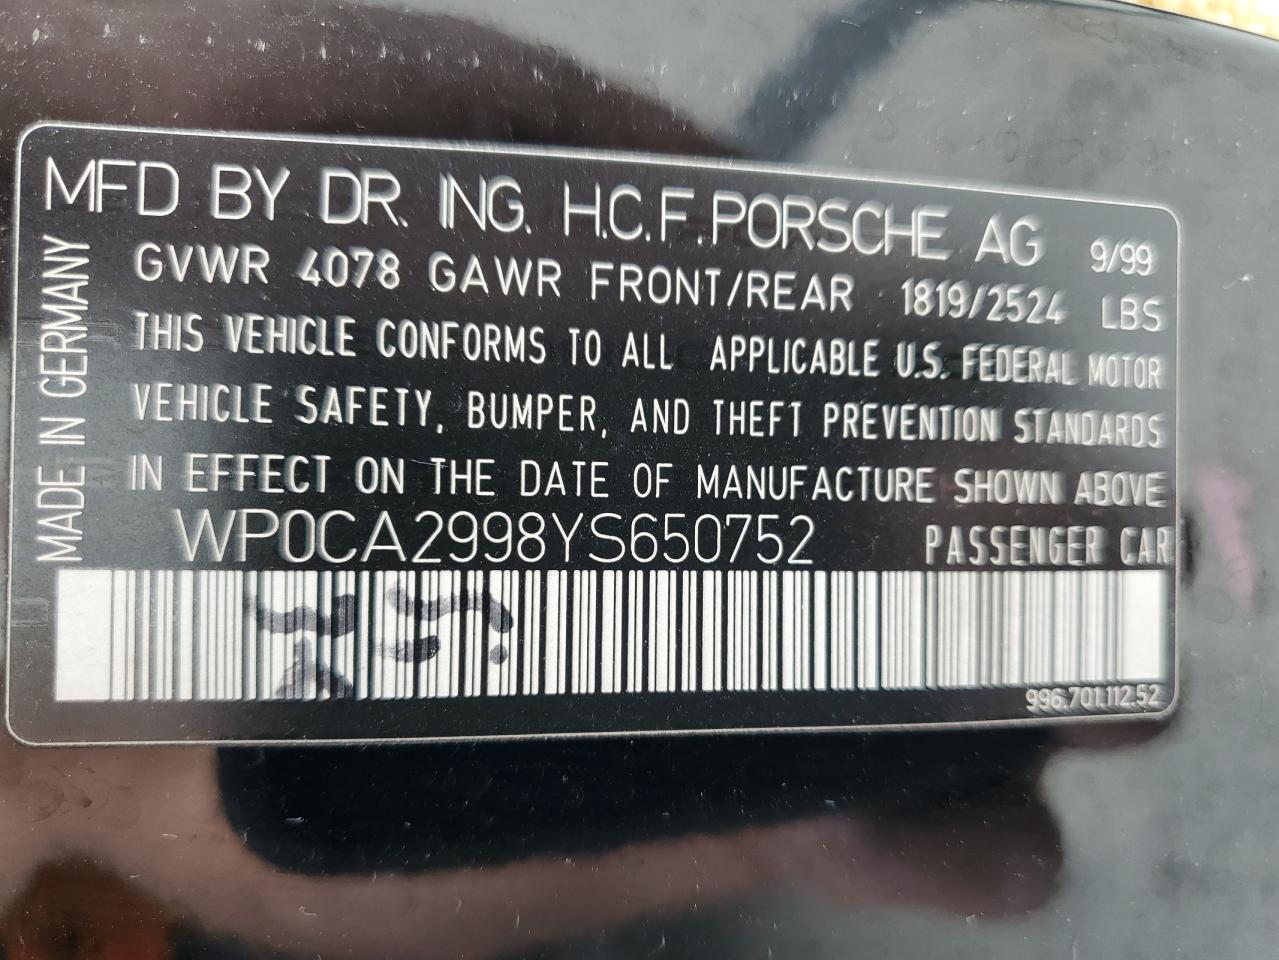 MFD BY DR. ING. H.C.F. PORSCHE AG 9/99
GVWR 4078 GAWR FRONT/REAR 1819/2524 LBS
THIS VEHICLE CONFORMS TO ALL APPLICABLE U.S. FEDERAL MOTOR
VEHICLE SAFETY, BUMPER, AND THEFT PREVENTION STANDARDS
IN EFFECT ON THE DATE OF MANUFACTURE SHOWN ABOVE
WP0CA2998YS650752 PASSENGER CAR
996.701.112.52
MADE IN GERMANY